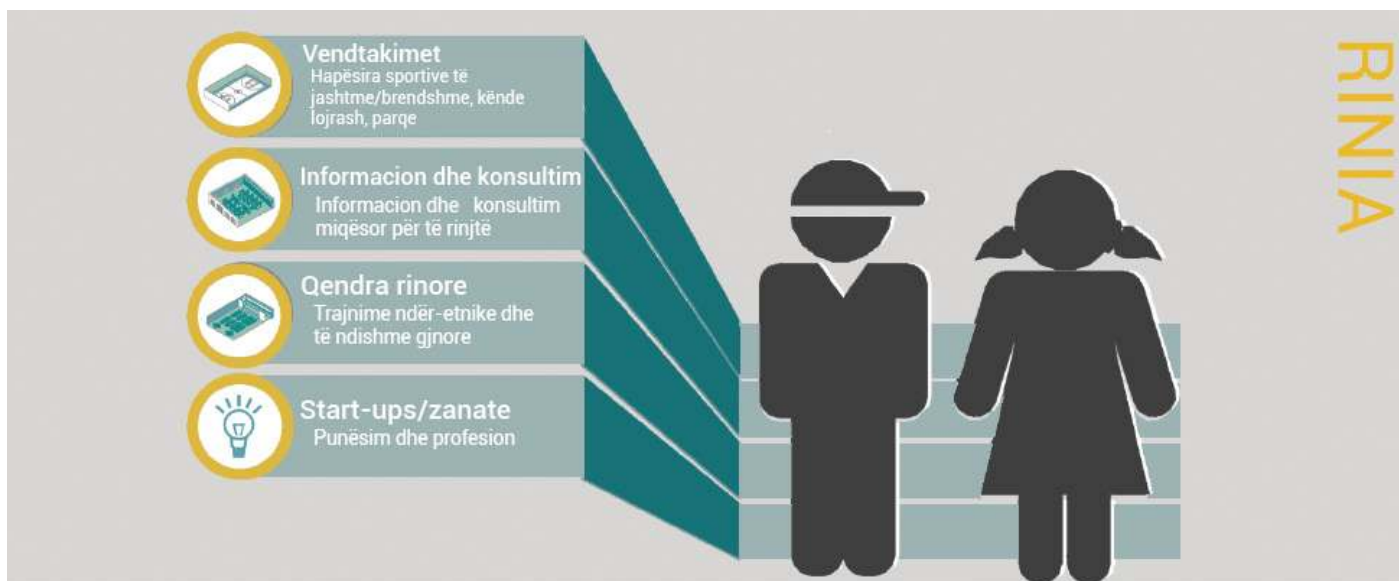 Vendtakimet
Hapësira sportive të
jashtme/brendshme, kënde
lojrash, parqe
Informacion dhe konsultim
Informacion dhe konsultim
miqësor për të rinjtë
Qendra rinore
Trajnime ndër-etnike dhe
të ndishme gjnore
Start-ups/zanate
Punësim dhe profesion
RINIA